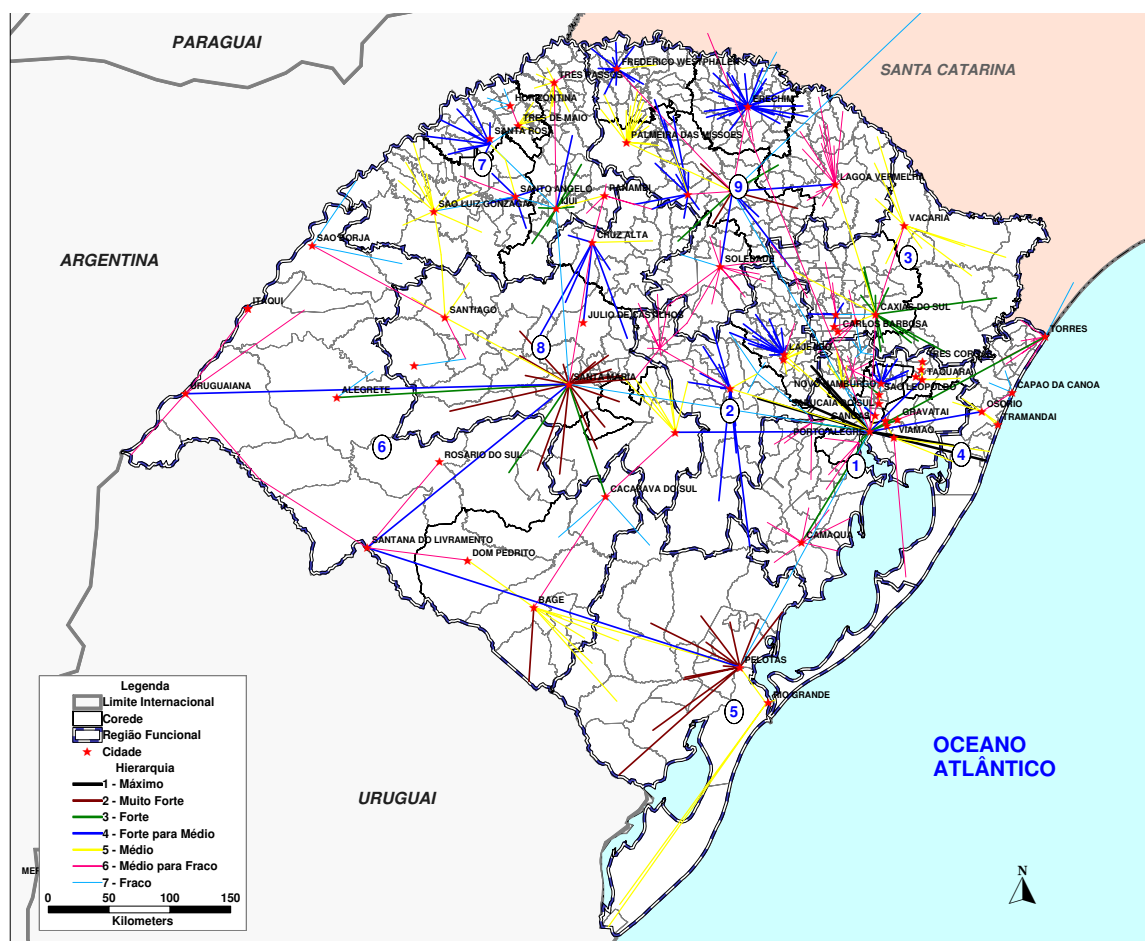 PARAGUAI
SANTA CATARINA
FREDERICO WESTPHALEN
TRES PASSOS
HORIZONTINA
ERECHIM
TRES DE MAIO
SANTA ROSA
PALMEIRA DAS MISSOES
7
9
LAGOA VERMELHA
SANTO ANGELO
PANAMBI
SAO LUIZ GONZAGA
IJUI
VACARIA
CRUZ ALTA
SAO BORJA
ARGENTINA
3
SOLEDADE
ITAQUI
SANTIAGO
CAXIAS DO SUL
JULIO DE CASTILHOS
CARLOS BARBOSA
TORRES
8
LAJEADO
TRES COROAS
TAQUARA
SANTA MARIA
NOVO HAMBURGO
SAO LEOPOLDO
CAPAO DA CANOA
URUGUAIANA
ALEGRETE
SAPUCAIA DO SUL
2
CANOAS
GRAVATAI
OSORIO
TRAMANDAI
PORTO ALEGRE
VIAMAO
6
4
1
ROSARIO DO SUL
CACAPAVA DO SUL
CAMAQUA
SANTANA DO LIVRAMENTO
DOM PEDRITO
BAGE
PELOTAS
RIO GRANDE
5
OCEANO
ATLÂNTICO
URUGUAI
Legenda
Limite Internacional
Corede
Região Funcional
Cidade
Hierarquia
1 - Máximo
2 - Muito Forte
3 - Forte
4 - Forte para Médio
5 - Médio
6 - Médio para Fraco
7 - Fraco
0 50 100 150
Kilometers
N